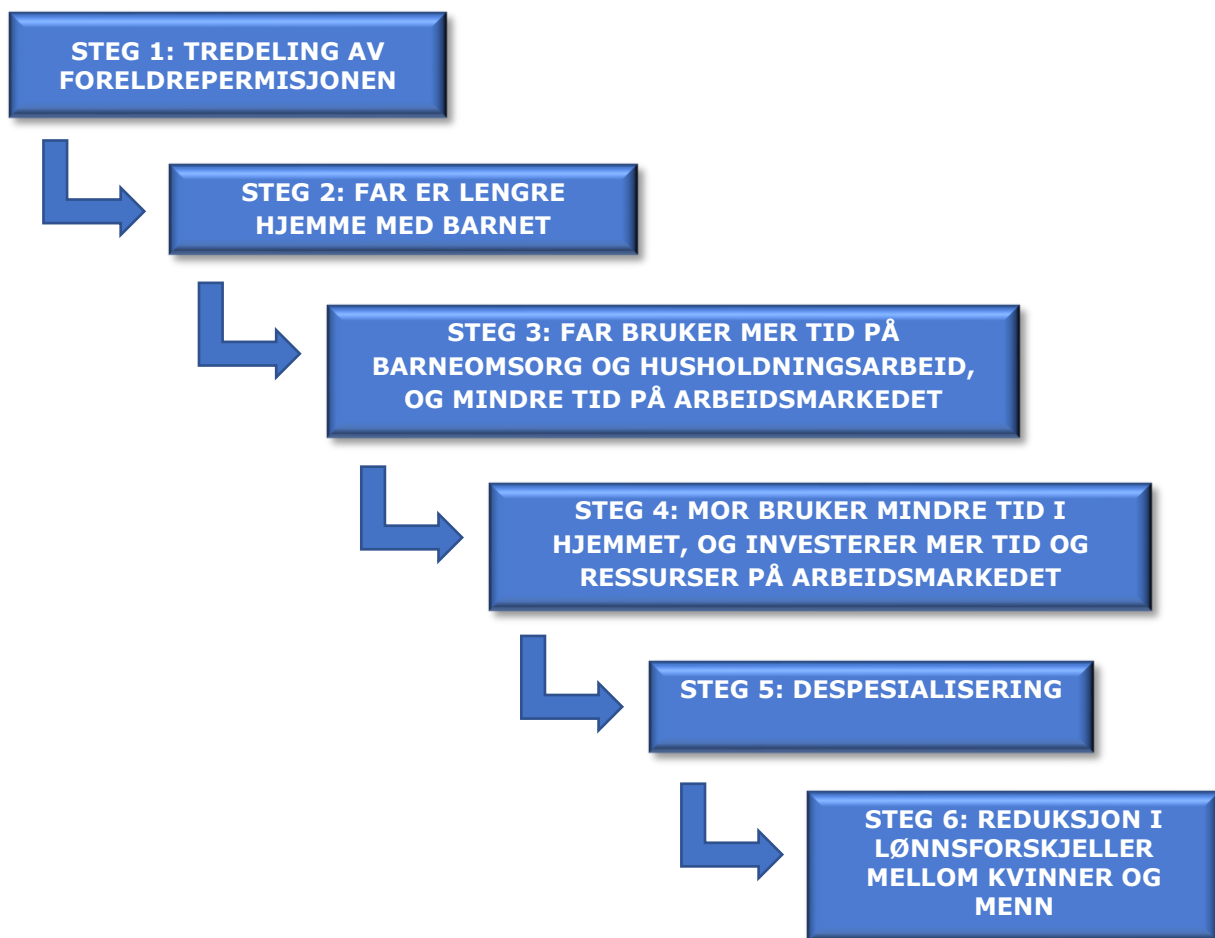 STEG 1: TREDELING AV
FORELDREPERMISJONEN
STEG 2: FAR ER LENGRE
HJEMME MED BARNET
STEG 3: FAR BRUKER MER TID PÅ
BARNEOMSORG OG HUSHOLDNINGSARBEID,
OG MINDRE TID PÅ ARBEIDSMARKEDET
STEG 4: MOR BRUKER MINDRE TID I
HJEMMET, OG INVESTERER MER TID OG
RESSURSER PÅ ARBEIDSMARKEDET
STEG 5: DESPESIALISERING
STEG 6: REDUKSJON I
LØNNSFORSKJELLER
MELLOM KVINNER OG
MENN